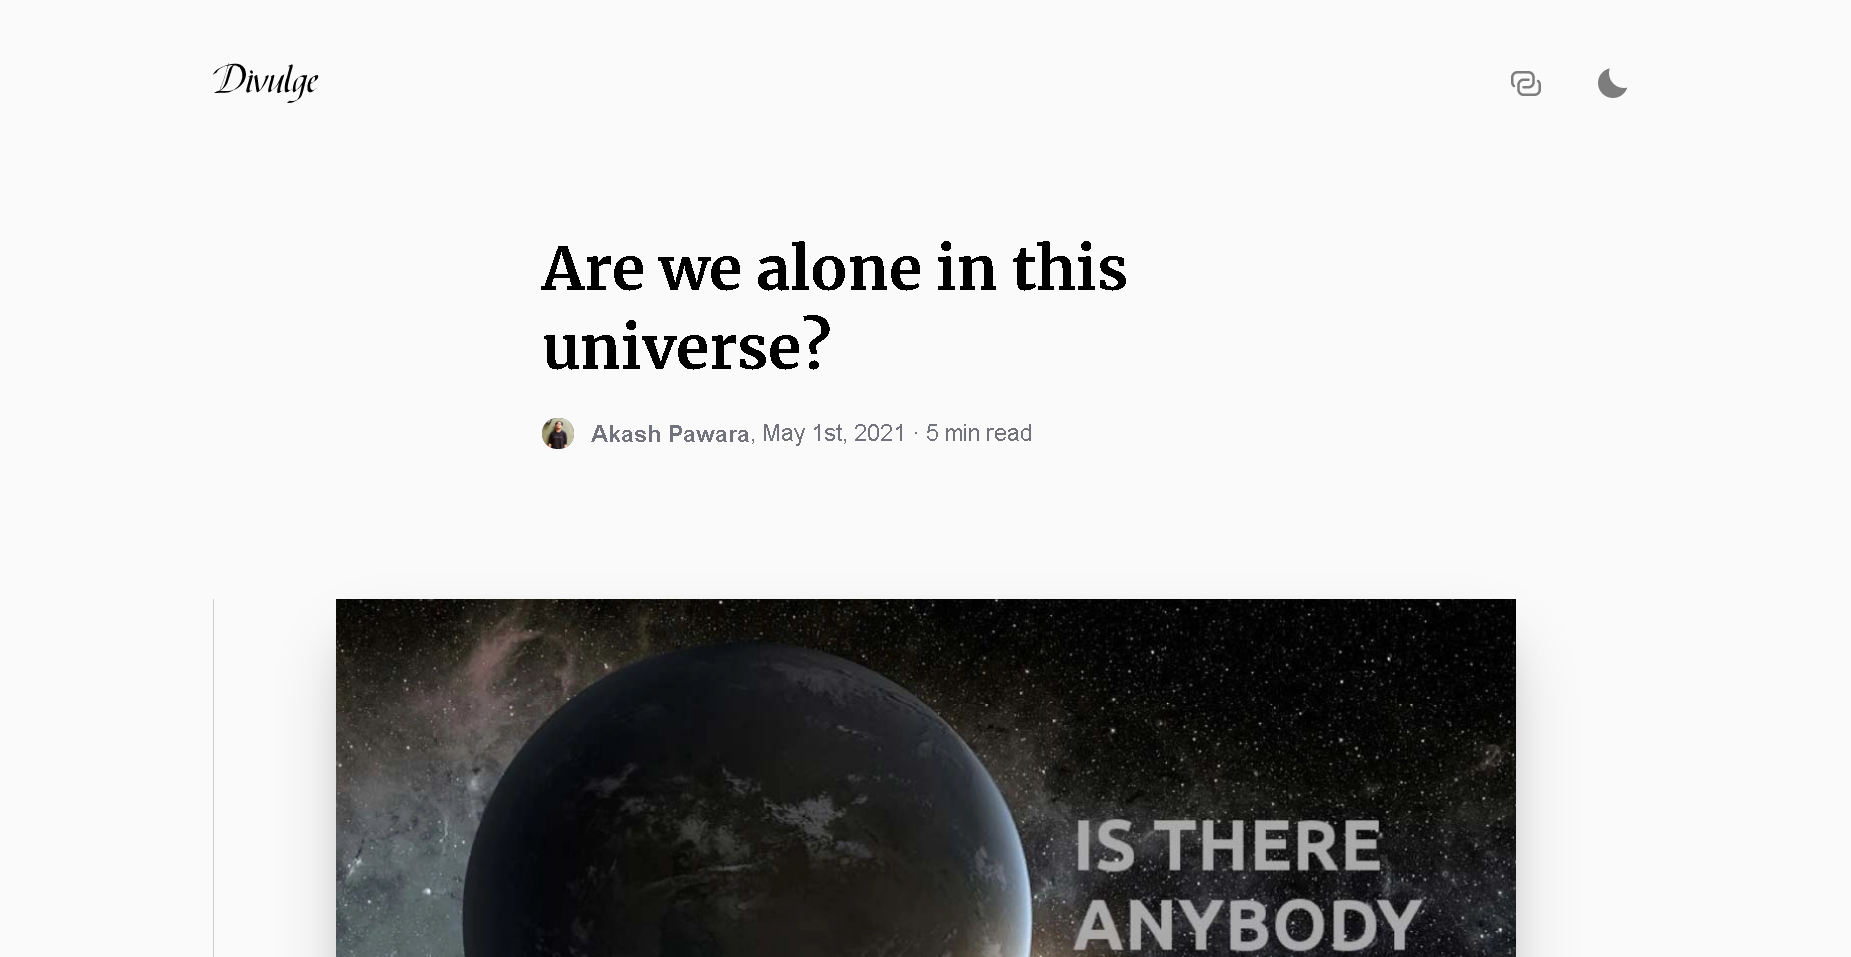 Divulge
Are we alone in this
universe?
Akash Pawara, May 1st, 2021 · 5 min read
IS THERE
ANYBODY